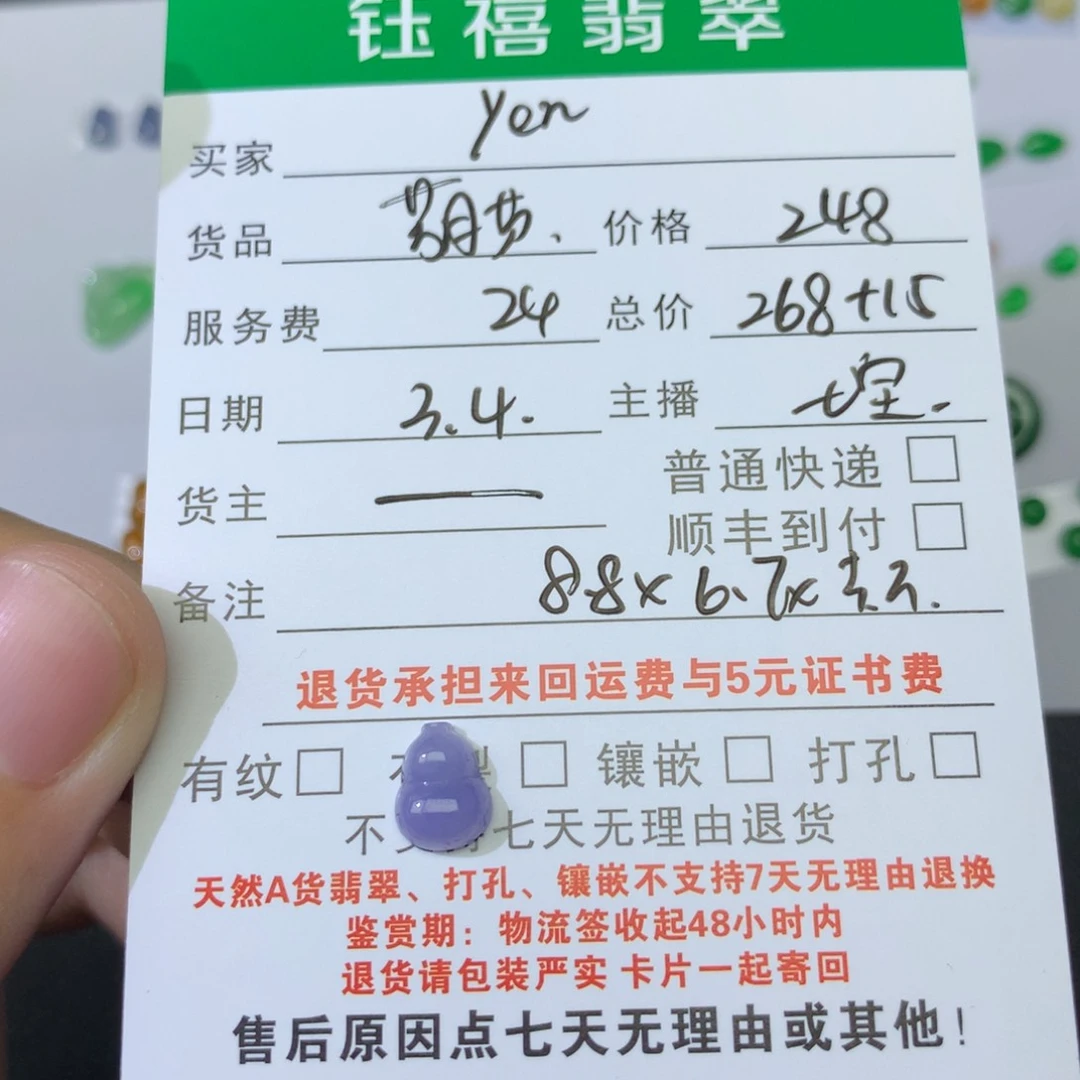 钰禧翡翠
买家 yen
货品 葫芦、 价格 248
服务费 24 总价 268+15
日期 3.4. 主播
货主 一 普通快递
顺丰到付
备注 8.8×6.7×
退货承担来回运费与5元证书费
有纹 镶嵌 打孔
不 七天无理由退货
天然A货翡翠、打孔、镶嵌不支持7天无理由退换
鉴赏期：物流签收起48小时内
退货请包装严实 卡片一起寄回
售后原因点七天无理由或其他！